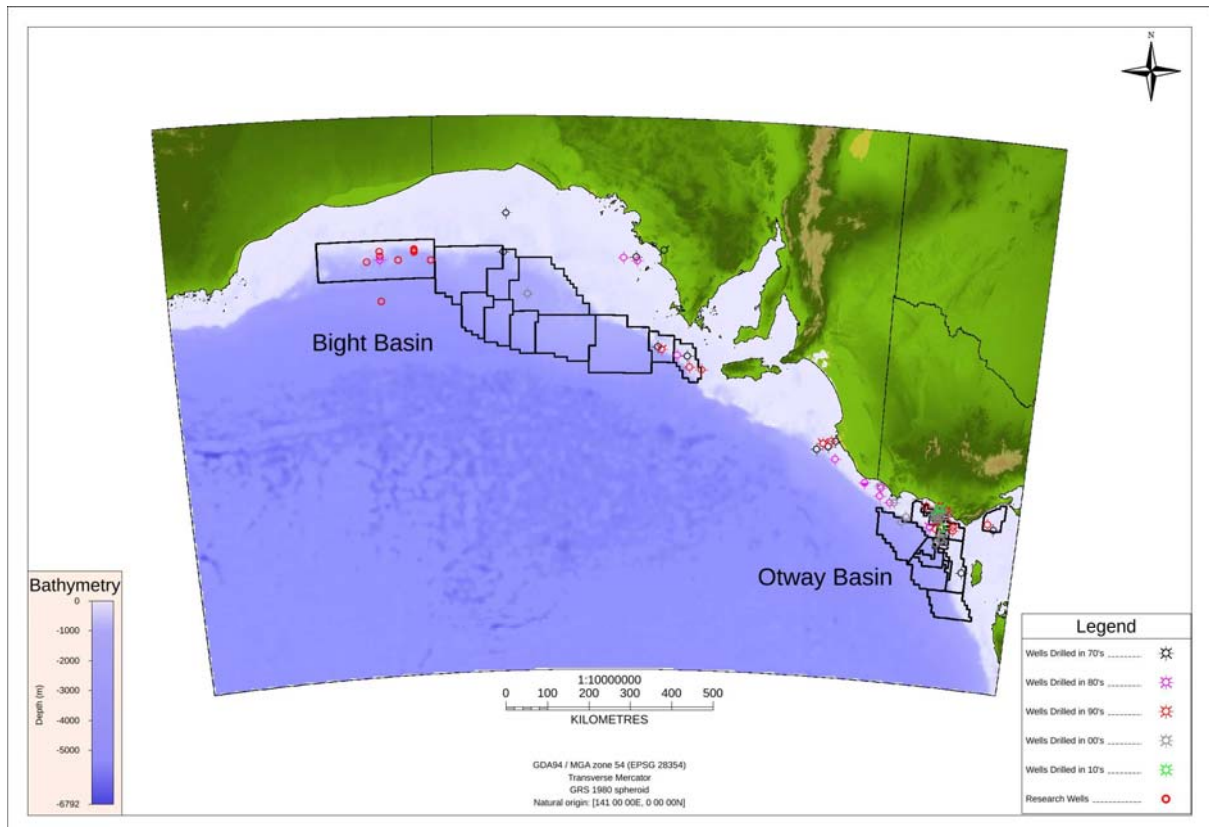 N
Bight Basin
Otway Basin
Bathymetry
0
-1000
-2000
-3000
-4000
-5000
-6792
Depth (m)
1:10000000
0 100 200 300 400 500
KILOMETRES
GDA94 / MGA zone 54 (EPSG 28354)
Transverse Mercator
GRS 1980 spheroid
Natural origin: [141 00 00E, 0 00 00N]
Legend
Wells Drilled in 70's
Wells Drilled in 80's
Wells Drilled in 90's
Wells Drilled in 00's
Wells Drilled in 10's
Research Wells